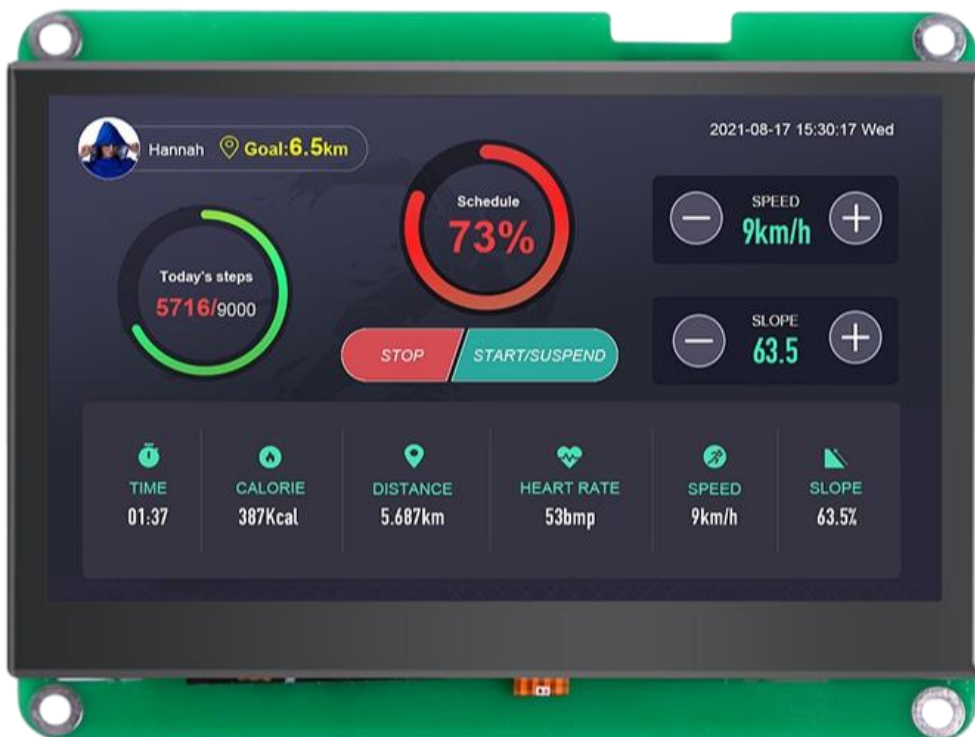 Hannah Goal:6.5km
2021-08-17 15:30:17 Wed
Schedule
73%
SPEED
9km/h
Today's steps
5716/9000
STOP START/SUSPEND
SLOPE
63.5
TIME CALORIE DISTANCE HEART RATE SPEED SLOPE
01:37 387Kcal 5.687km 53bmp 9km/h 63.5%